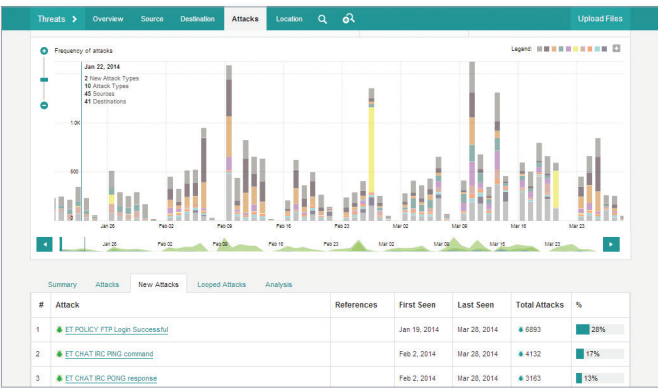 Threats > Overview Source Destination Attacks Location Upload Files
Frequency of attacks Legend:
Jan 22, 2014
2 New Attack Types
10 Attack Types
45 Sources
41 Destinations
1.0K
500
Jan 26 Feb 02 Feb 09 Feb 16 Feb 23 Mar 02 Mar 09 Mar 16 Mar 23
Jan 26 Feb 02 Feb 09 Feb 16 Feb 23 Mar 02 Mar 09 Mar 16 Mar 23
Summary Attacks New Attacks Looped Attacks Analysis
# Attack References First Seen Last Seen Total Attacks %
1 ET POLICY FTP Login Successful Jan 19, 2014 Mar 28, 2014 6893 28%
2 ET CHAT IRC PING command Feb 2, 2014 Mar 28, 2014 4132 17%
3 ET CHAT IRC PONG response Feb 2, 2014 Mar 28, 2014 3163 13%